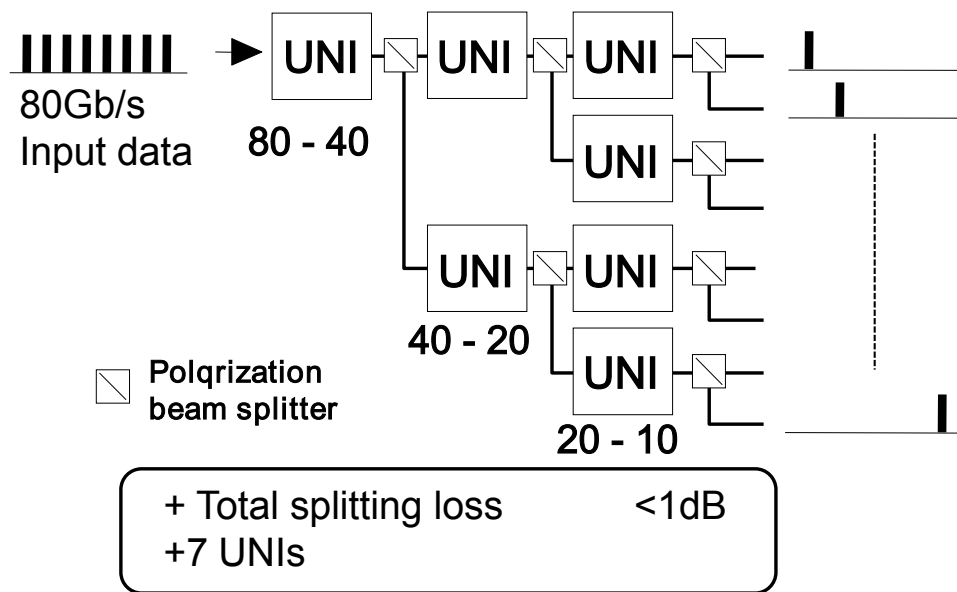 UNI UNI UNI
80Gb/s
Input data
80 - 40
UNI
UNI UNI
40 - 20
UNI
20 - 10
Polqrization
beam splitter
+ Total splitting loss <1dB
+7 UNIs